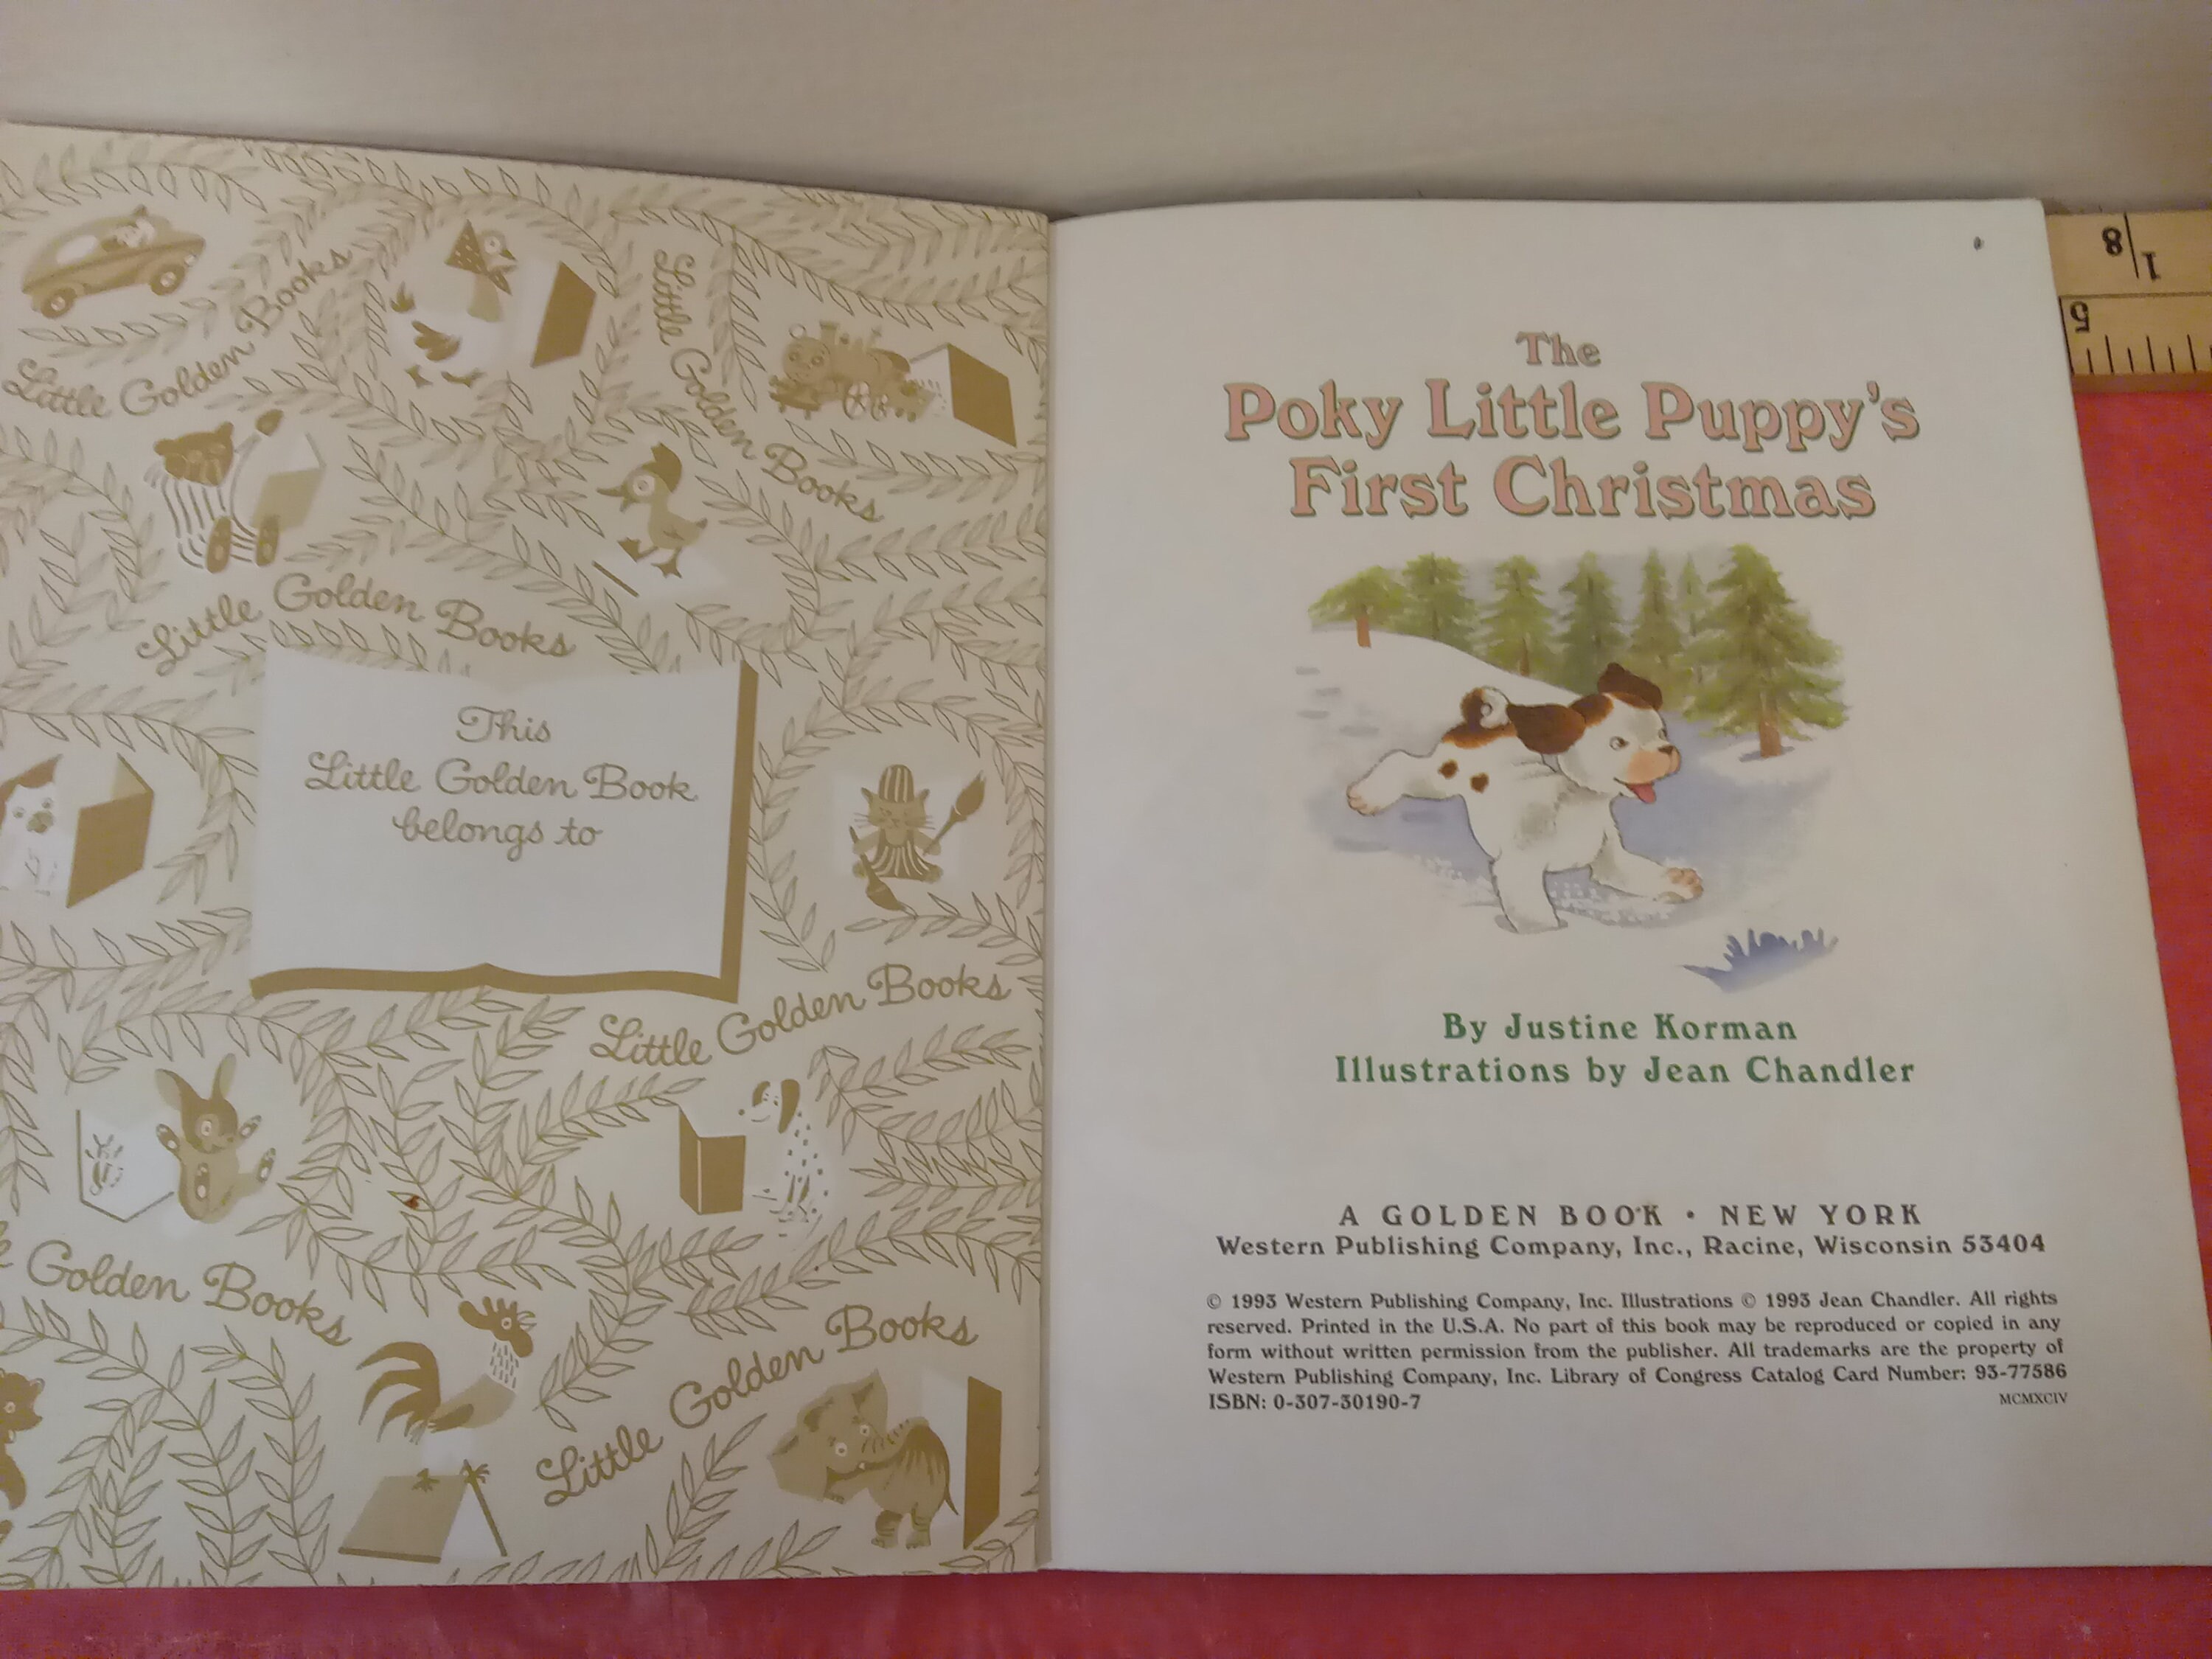 Little Golden Books
Little Golden Books
Little Golden Books
This
Little Golden Book
belongs to
Little Golden Books
Golden Books
Little Golden Books
The
Poky Little Puppy's
First Christmas
By Justine Korman
Illustrations by Jean Chandler
A GOLDEN BOOK • NEW YORK
Western Publishing Company, Inc., Racine, Wisconsin 53404
© 1993 Western Publishing Company, Inc. Illustrations © 1993 Jean Chandler. All rights
reserved. Printed in the U.S.A. No part of this book may be reproduced or copied in any
form without written permission from the publisher. All trademarks are the property of
Western Publishing Company, Inc. Library of Congress Catalog Card Number: 93-77586
ISBN: 0-307-30190-7
MCMXCIV
8 1
5